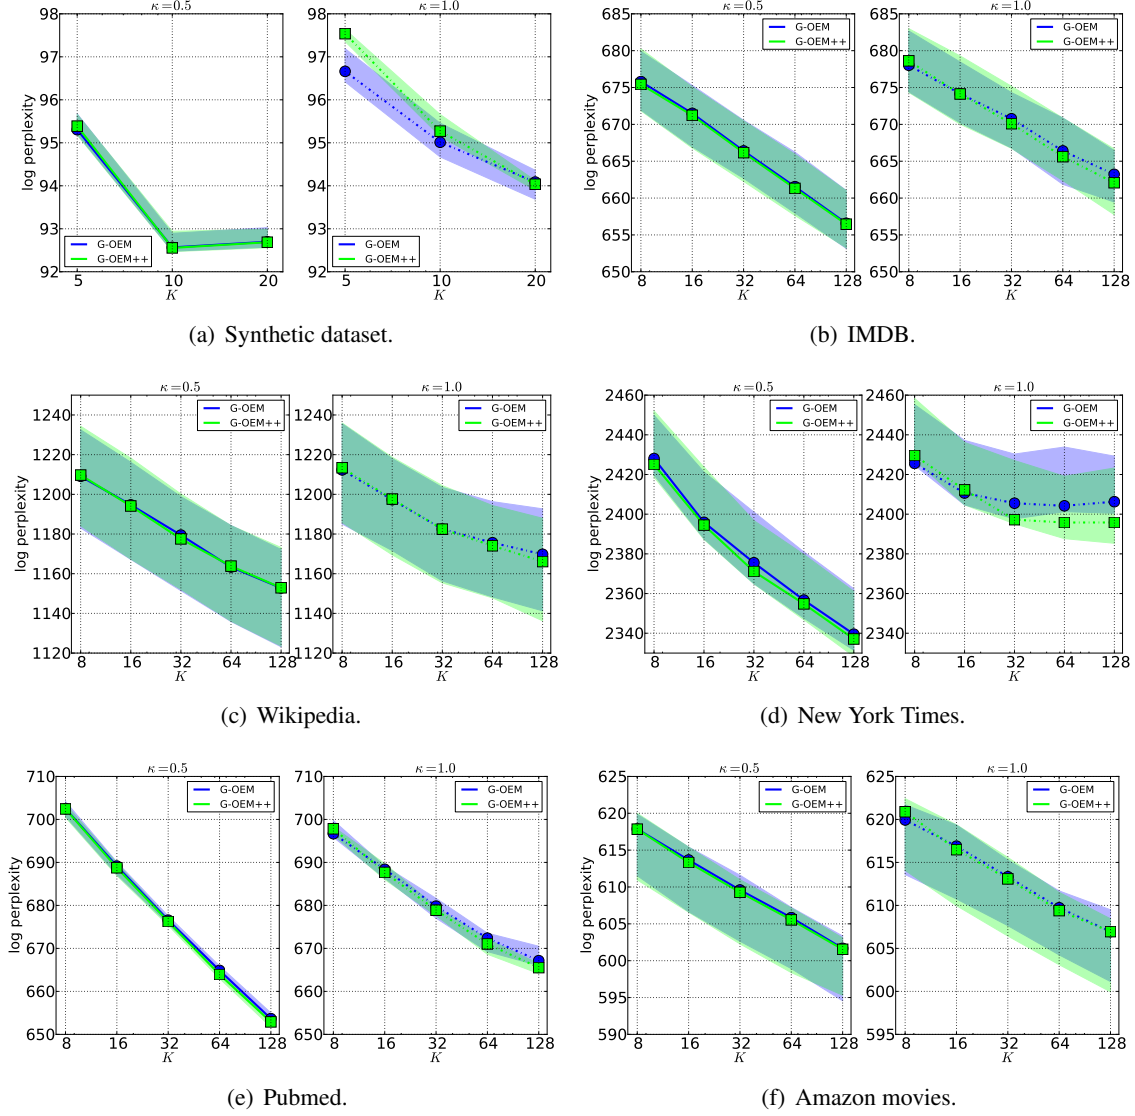 κ=0.5
κ=1.0
98
97
96
95
94
93
92
log perplexity
5
10
20
K
G-OEM
G-OEM++
98
97
96
95
94
93
92
5
10
20
K
G-OEM
G-OEM++
(a) Synthetic dataset.
κ=0.5
κ=1.0
685
680
675
670
665
660
655
650
log perplexity
8
16
32
64
128
K
G-OEM
G-OEM++
685
680
675
670
665
660
655
650
8
16
32
64
128
K
G-OEM
G-OEM++
(b) IMDB.
κ=0.5
κ=1.0
1240
1220
1200
1180
1160
1140
1120
log perplexity
8
16
32
64
128
K
G-OEM
G-OEM++
1240
1220
1200
1180
1160
1140
1120
8
16
32
64
128
K
G-OEM
G-OEM++
(c) Wikipedia.
κ=0.5
κ=1.0
2460
2440
2420
2400
2380
2360
2340
log perplexity
8
16
32
64
128
K
G-OEM
G-OEM++
2460
2440
2420
2400
2380
2360
2340
8
16
32
64
128
K
G-OEM
G-OEM++
(d) New York Times.
κ=0.5
κ=1.0
710
700
690
680
670
660
650
log perplexity
8
16
32
64
128
K
G-OEM
G-OEM++
710
700
690
680
670
660
650
8
16
32
64
128
K
G-OEM
G-OEM++
(e) Pubmed.
κ=0.5
κ=1.0
625
620
615
610
605
600
595
590
log perplexity
8
16
32
64
128
K
G-OEM
G-OEM++
625
620
615
610
605
600
595
8
16
32
64
128
K
G-OEM
G-OEM++
(f) Amazon movies.